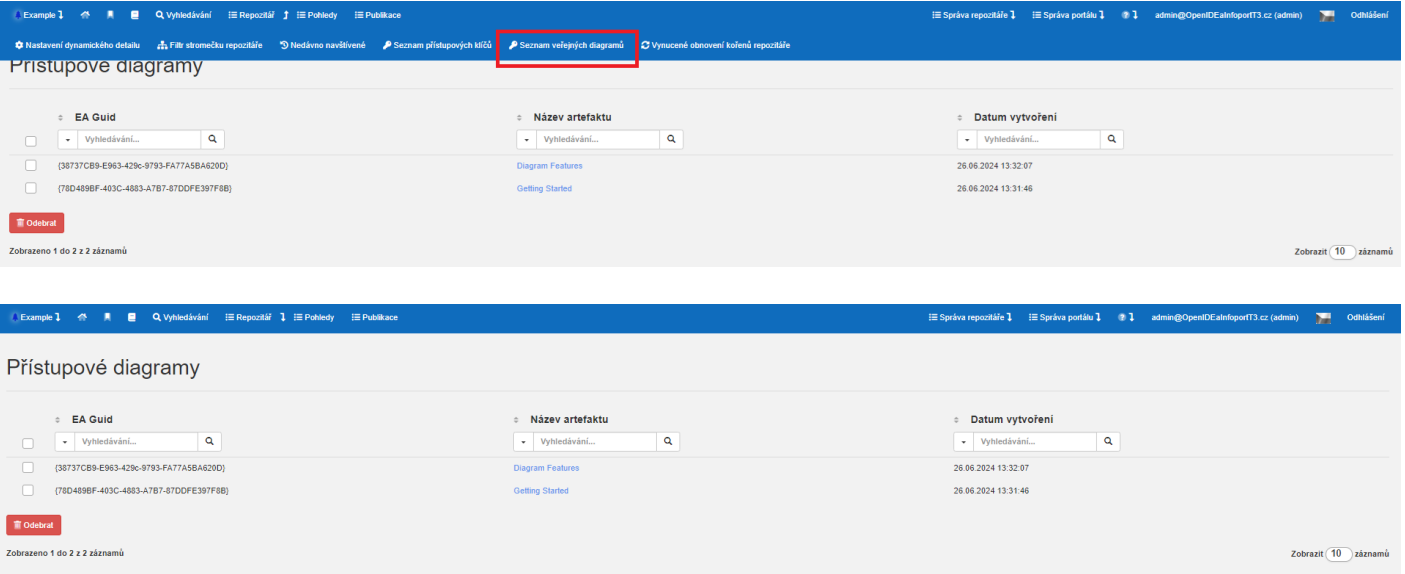 Example Vyhledávání Repozitář Pohledy Publikace Správa repozitáře Správa portálu admin@OpenIDEaInfoporIT3.cz (admin) Odhlášení
Nastavení dynamického detailu Filtr stromečku repozitáře Nedávno navštívené Seznam přístupových klíčů Seznam veřejných diagramů Vynucené obnovení kořenů repozitáře
Přístupové diagramy
EA Guid Název artefaktu Datum vytvoření
Vyhledávání... Vyhledávání... Vyhledávání...
{38737CB9-E963-429c-9793-FA77A5BA620D} Diagram Features 26.06.2024 13:32:07
{78D489BF-403C-4883-A7B7-87DDFE397F8B} Getting Started 26.06.2024 13:31:46
Odebrat
Zobrazeno 1 do 2 z 2 záznamů Zobrazit 10 záznamů
Example Vyhledávání Repozitář Pohledy Publikace Správa repozitáře Správa portálu admin@OpenIDEaInfoporIT3.cz (admin) Odhlášení
Přístupové diagramy
EA Guid Název artefaktu Datum vytvoření
Vyhledávání... Vyhledávání... Vyhledávání...
{38737CB9-E963-429c-9793-FA77A5BA620D} Diagram Features 26.06.2024 13:32:07
{78D489BF-403C-4883-A7B7-87DDFE397F8B} Getting Started 26.06.2024 13:31:46
Odebrat
Zobrazeno 1 do 2 z 2 záznamů Zobrazit 10 záznamů